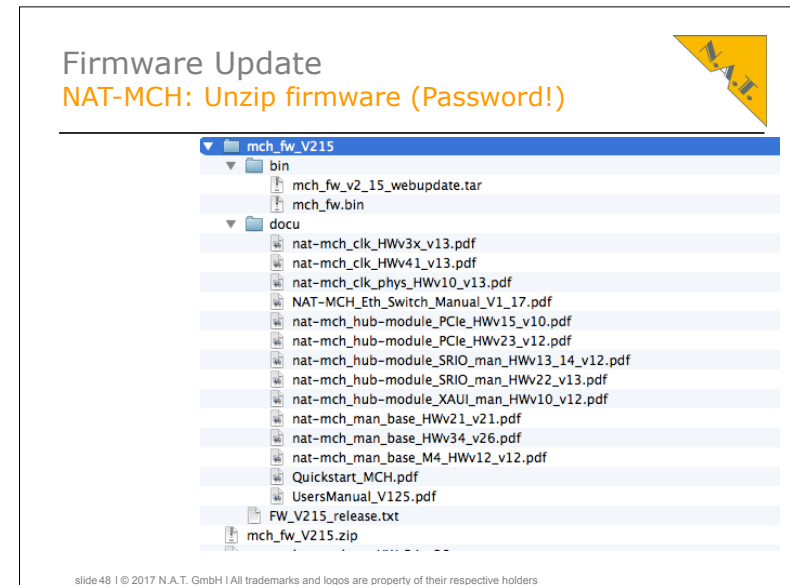 Firmware Update
N.A.T.
NAT-MCH: Unzip firmware (Password!)
mch_fw_V215
bin
mch_fw_v2_15_webupdate.tar
mch_fw.bin
docu
nat-mch_clk_HWv3x_v13.pdf
nat-mch_clk_HWv41_v13.pdf
nat-mch_clk_phys_HWv10_v13.pdf
NAT-MCH_Eth_Switch_Manual_V1_17.pdf
nat-mch_hub-module_PCIe_HWv15_v10.pdf
nat-mch_hub-module_PCIe_HWv23_v12.pdf
nat-mch_hub-module_SRIO_man_HWv13_14_v12.pdf
nat-mch_hub-module_SRIO_man_HWv22_v13.pdf
nat-mch_hub-module_XAUI_man_HWv10_v12.pdf
nat-mch_man_base_HWv21_v21.pdf
nat-mch_man_base_HWv34_v26.pdf
nat-mch_man_base_M4_HWv12_v12.pdf
Quickstart_MCH.pdf
UsersManual_V125.pdf
FW_V215_release.txt
mch_fw_V215.zip
slide 48 l © 2017 N.A.T. GmbH l All trademarks and logos are property of their respective holders